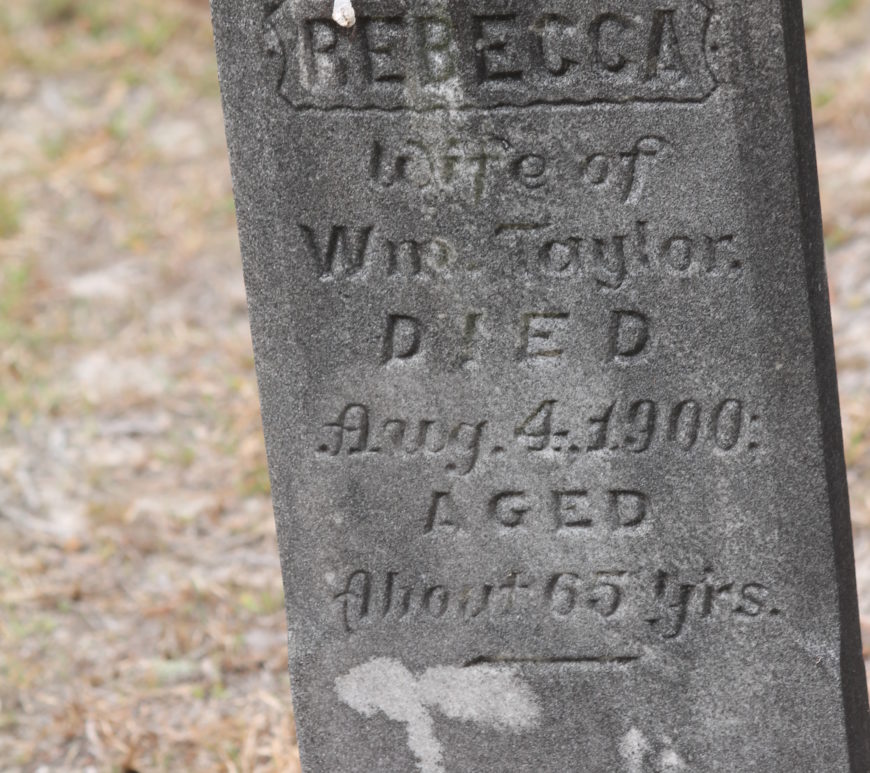 REBECCA
Wife of
Wm. Taylor.
DIED
Aug. 4, 1900:
AGED
About 65 yrs.